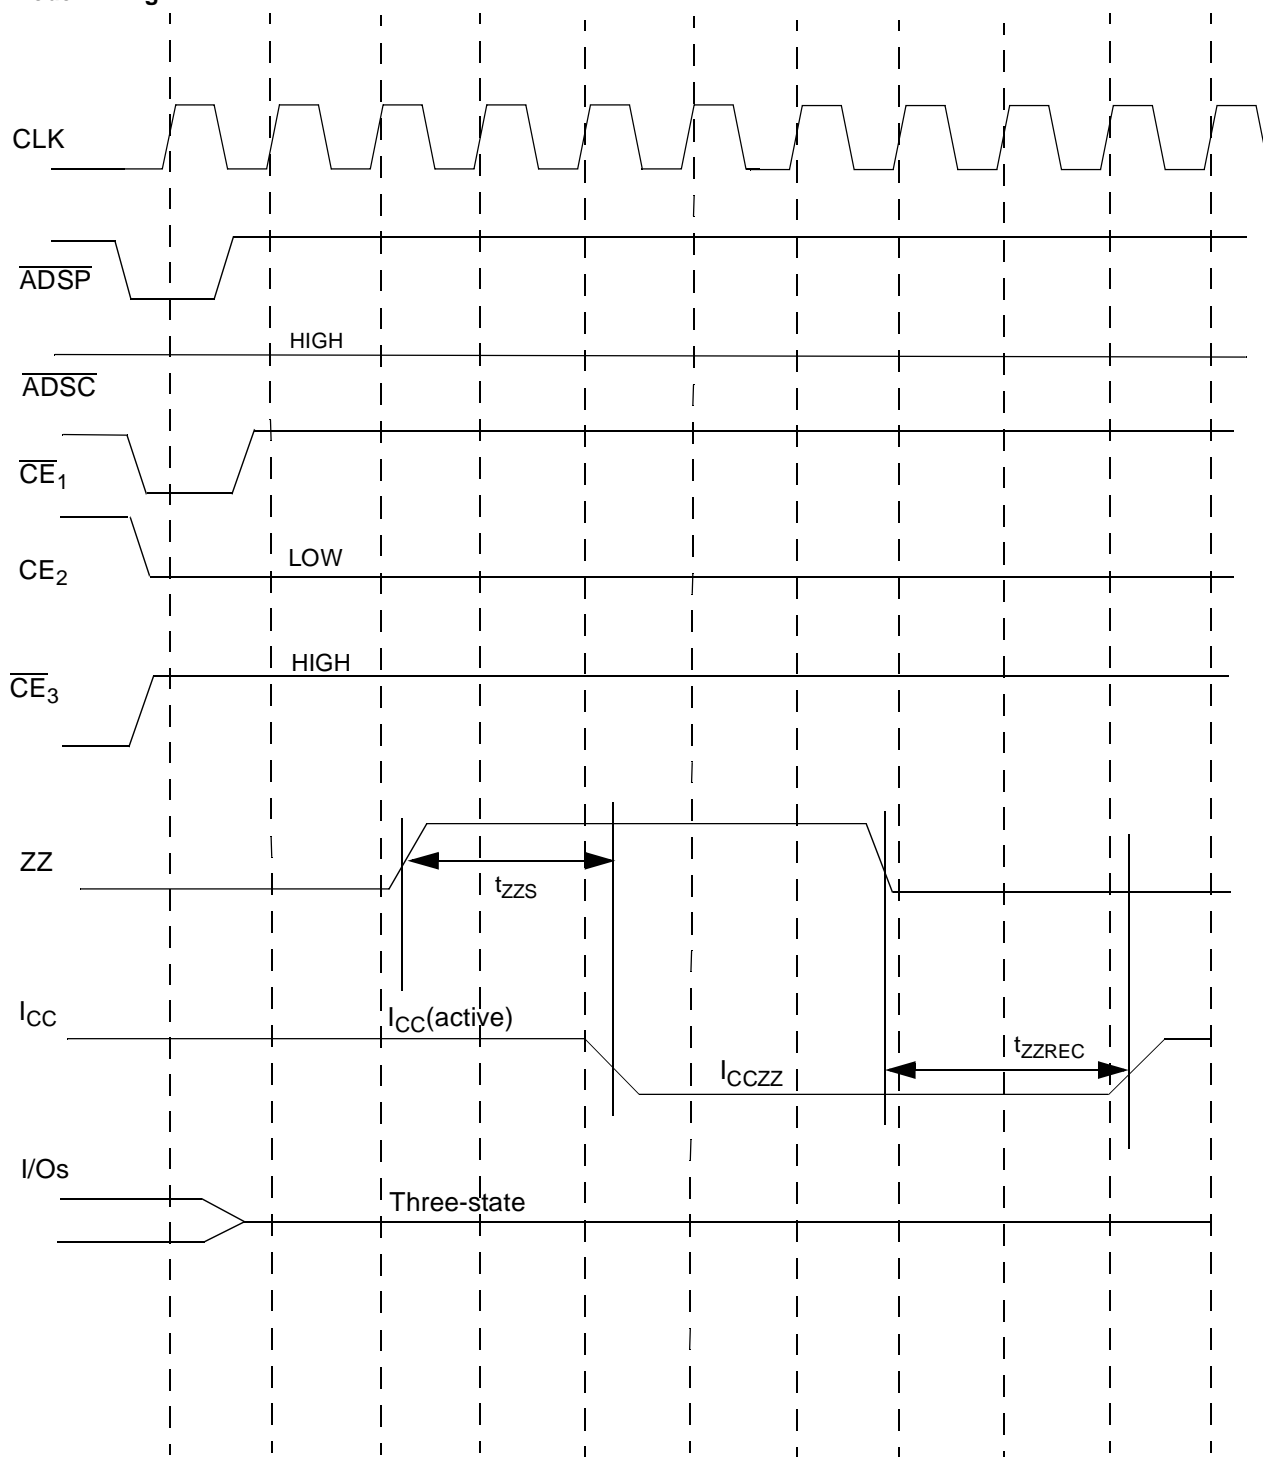 CLK
ADSP
HIGH
ADSC
CE1
LOW
CE2
HIGH
CE3
ZZ
tZZS
ICC
ICC(active)
tZZREC
ICCZZ
I/Os
Three-state